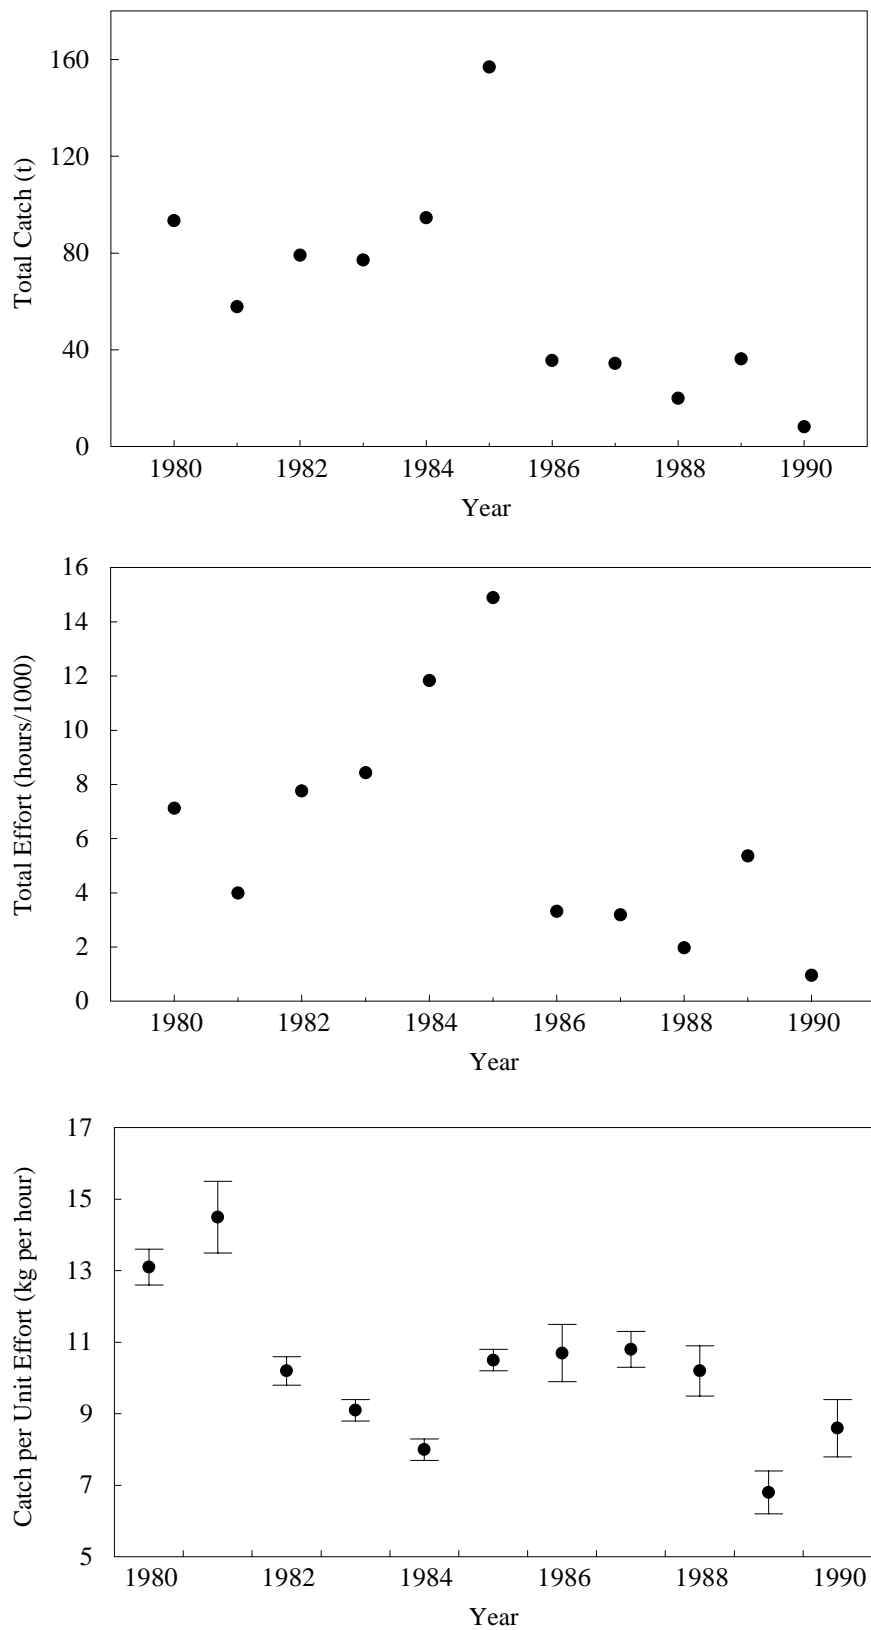 160
120
80
40
0
Total Catch (t)
1980 1982 1984 1986 1988 1990
Year
16
14
12
10
8
6
4
2
0
Total Effort (hours/1000)
1980 1982 1984 1986 1988 1990
Year
17
15
13
11
9
7
5
Catch per Unit Effort (kg per hour)
1980 1982 1984 1986 1988 1990
Year